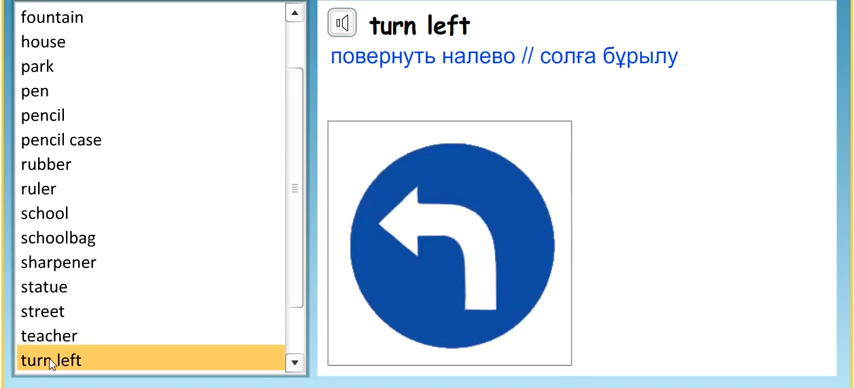 fountain
house
park
pen
pencil
pencil case
rubber
ruler
school
schoolbag
sharpener
statue
street
teacher
turn left
turn left
повернуть налево // солға бұрылу